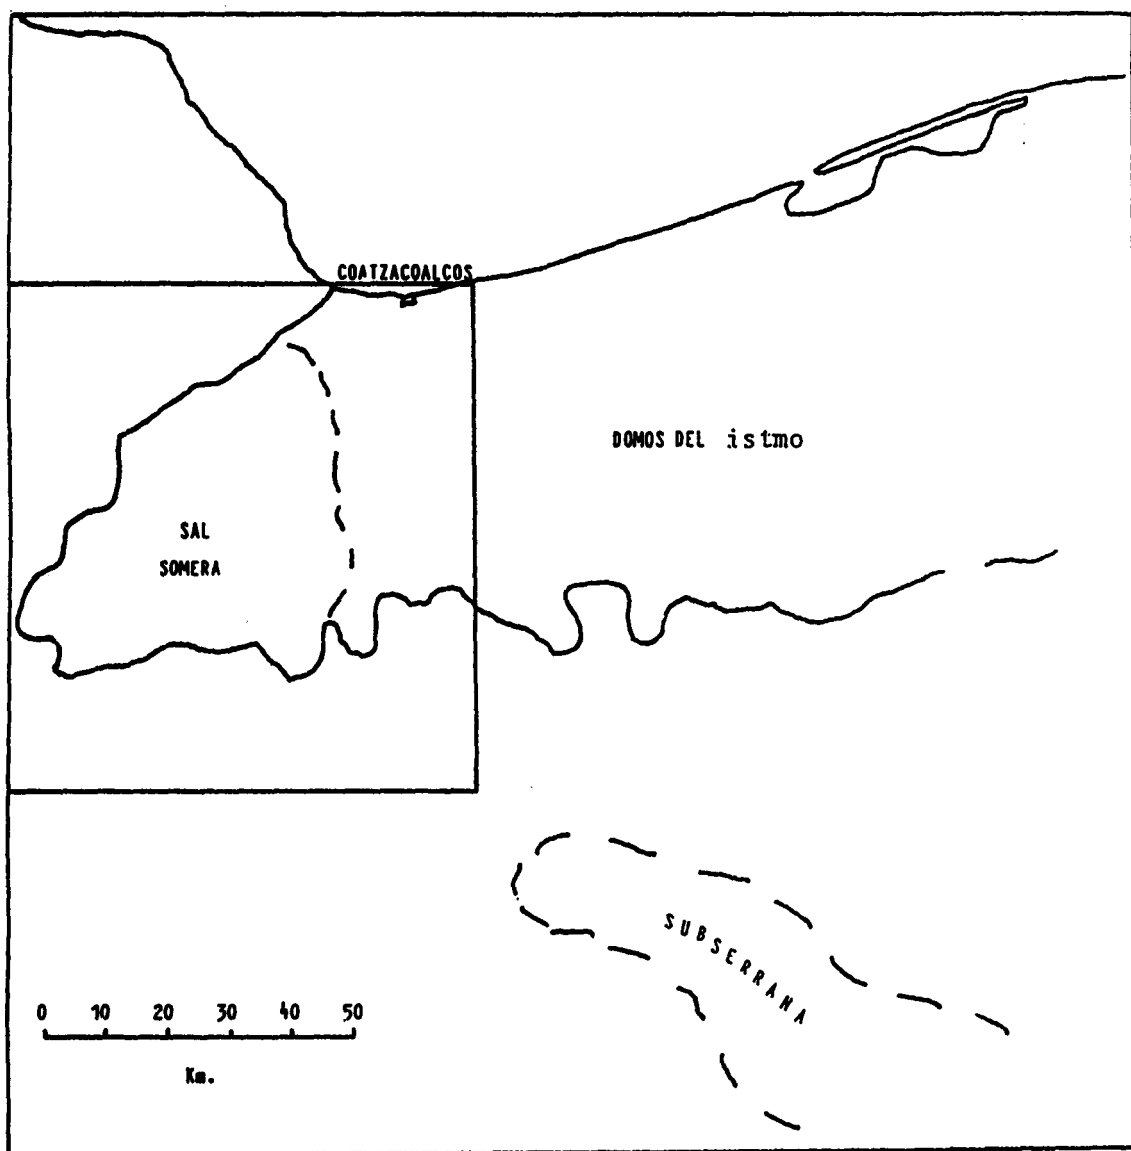 COATZACOALCOS
DOMOS DEL istmo
SAL
SOMERA
SUBSERRANA
0 10 20 30 40 50
Km.